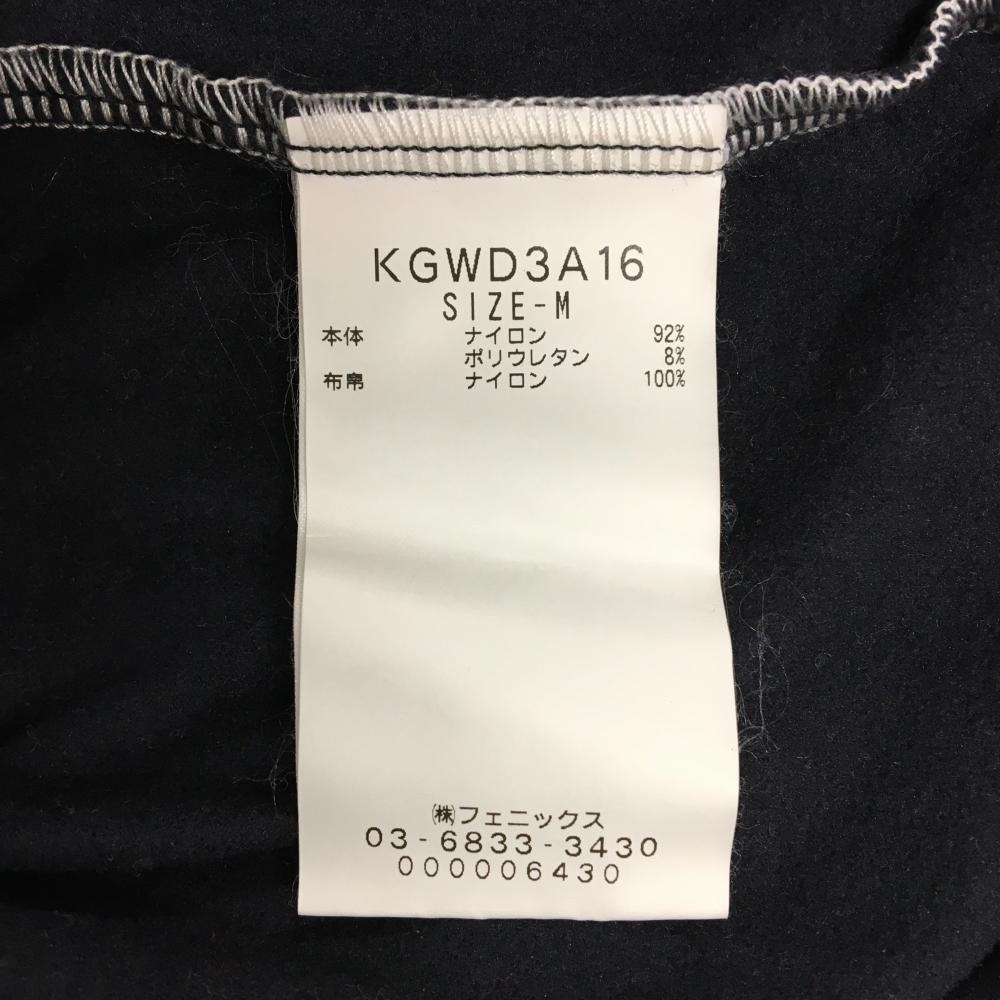 KGWD3A16
SIZE-M
本体 ナイロン 92%
ポリウレタン 8%
布帛 ナイロン 100%
㈱フェニックス
03-6833-3430
000006430